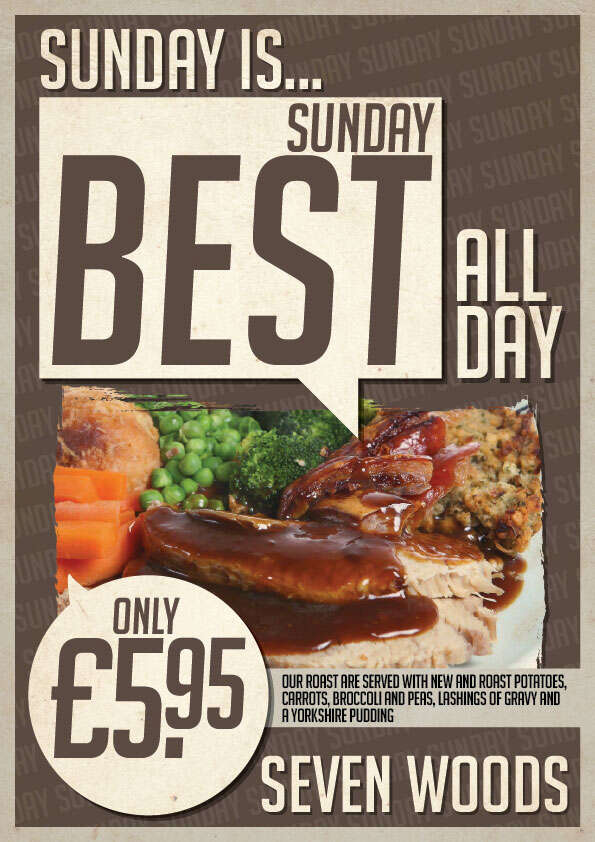 SUNDAY IS...
SUNDAY
BEST
ALL
DAY
ONLY
£5.95
OUR ROAST ARE SERVED WITH NEW AND ROAST POTATOES,
CARROTS, BROCCOLI AND PEAS, LASHINGS OF GRAVY AND
A YORKSHIRE PUDDING
SEVEN WOODS